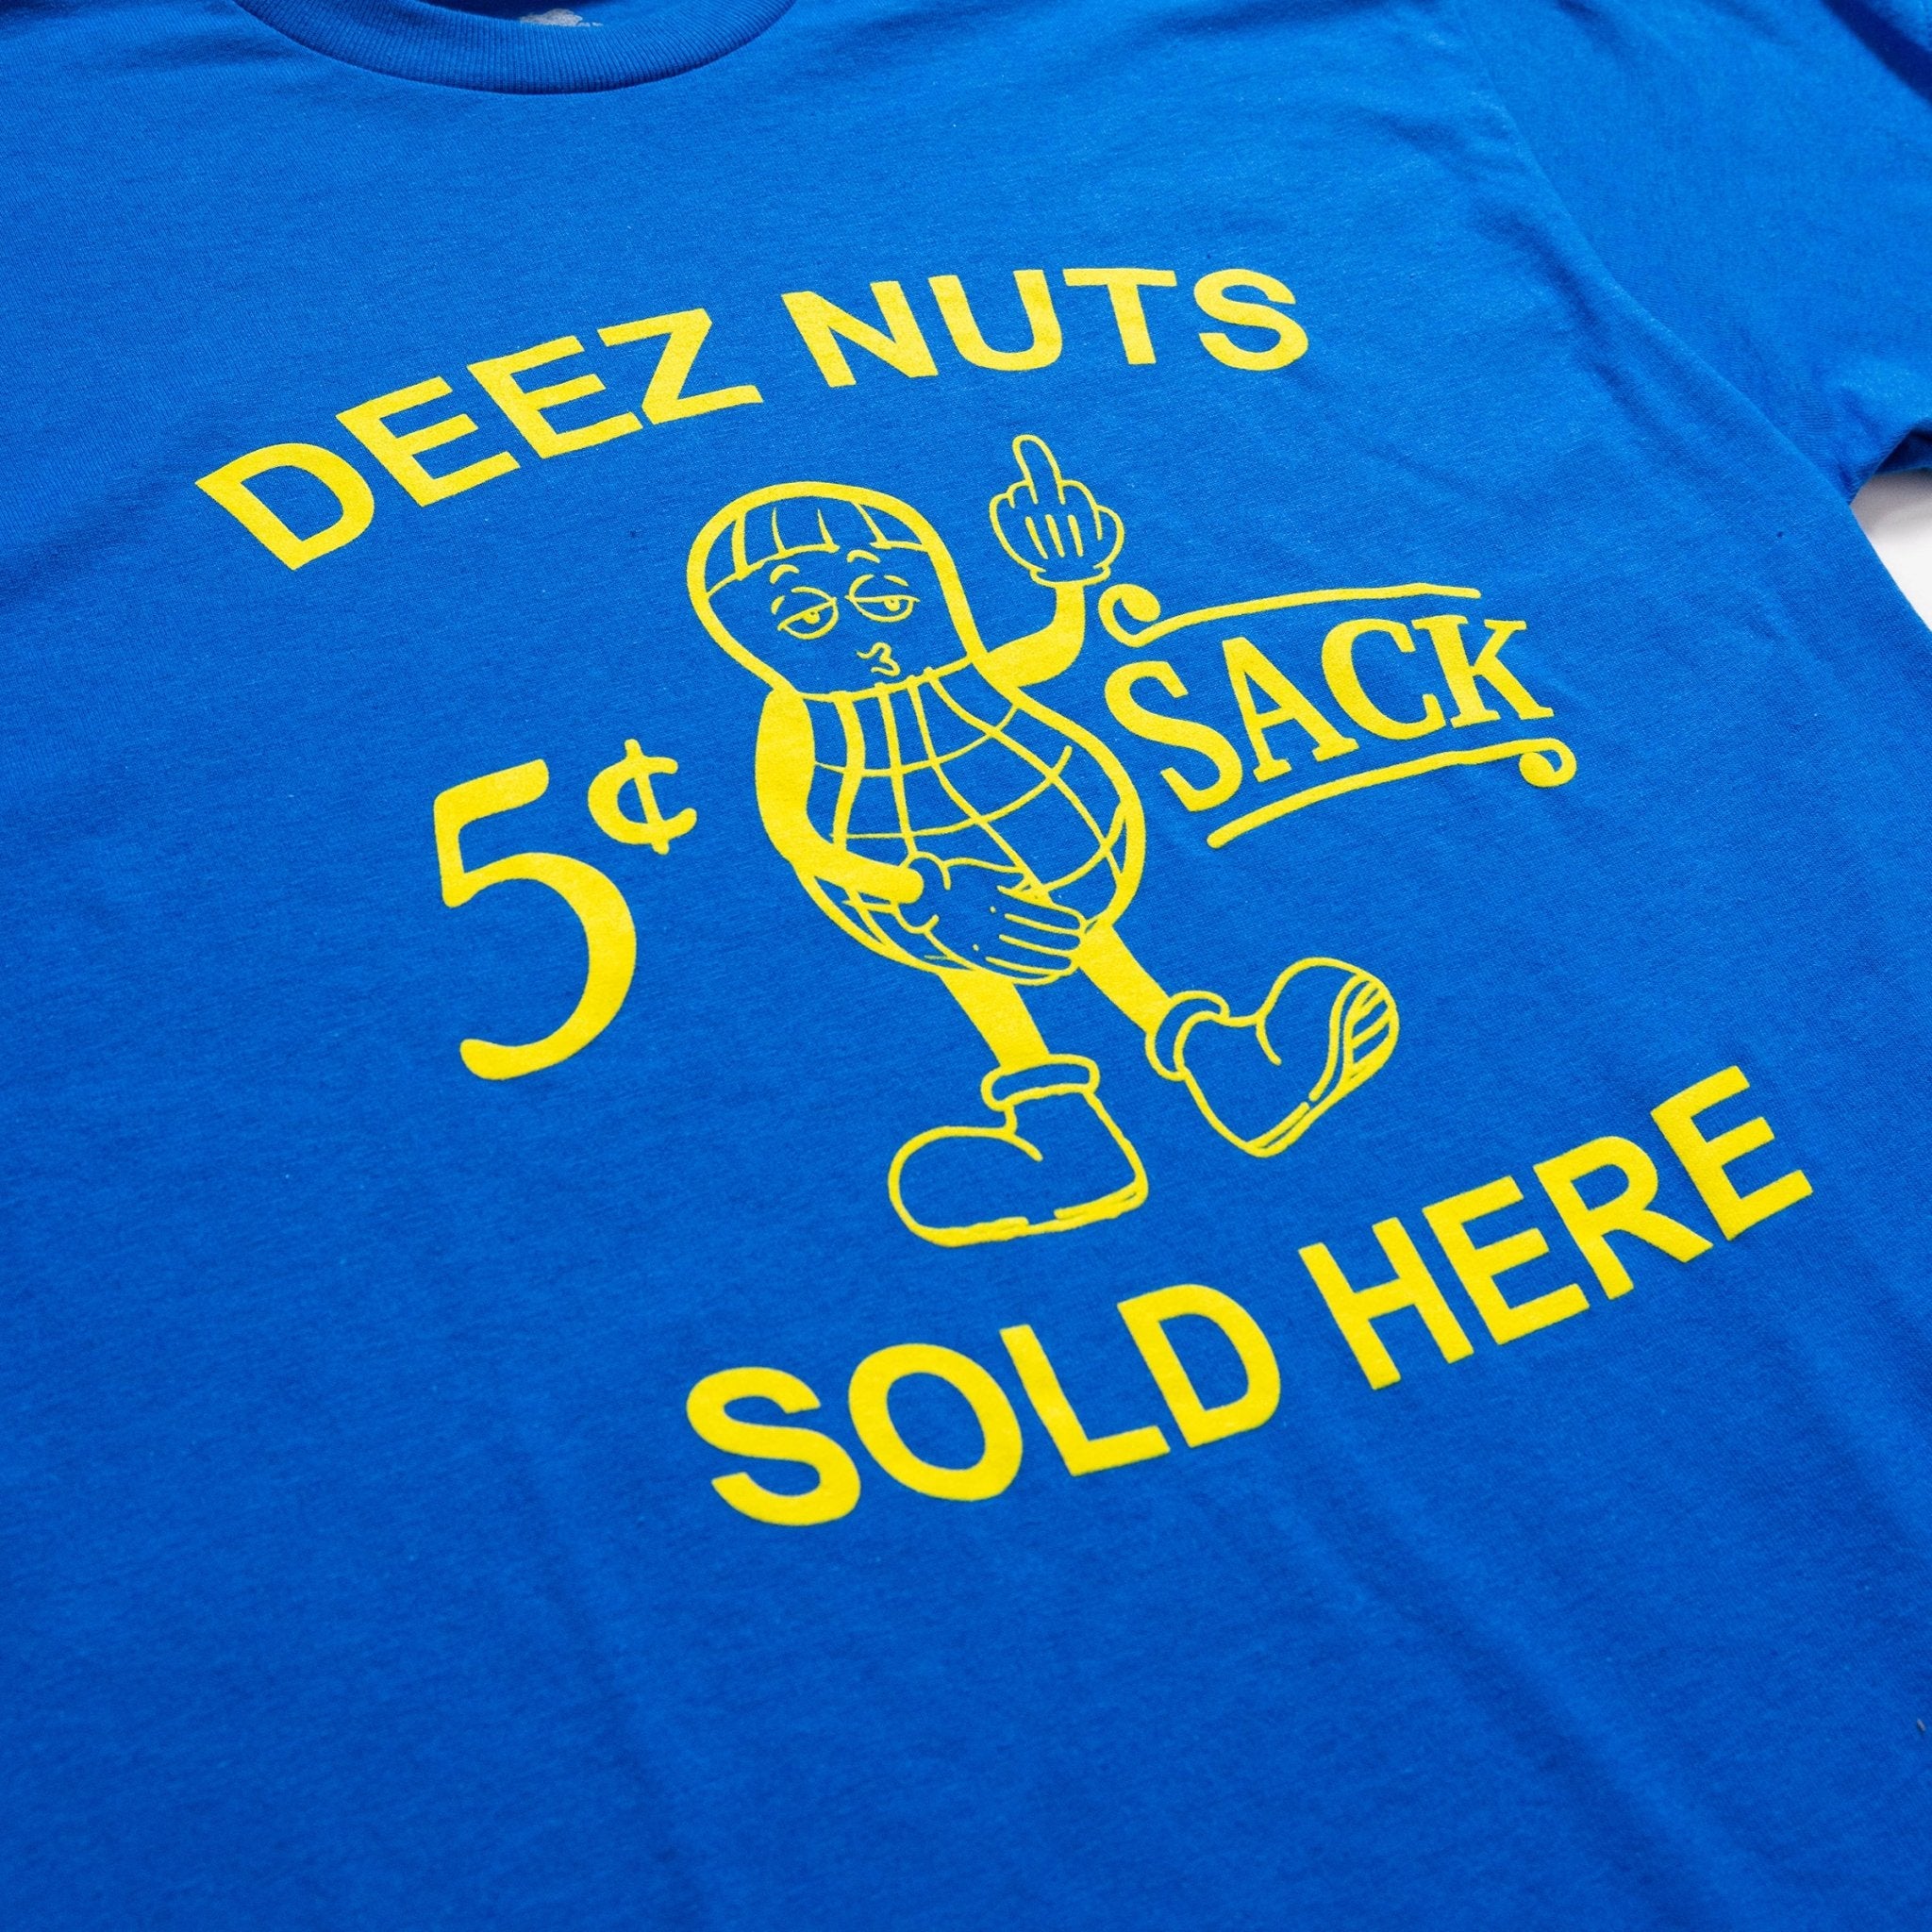 DEEZ NUTS
5¢
SACK
SOLD HERE